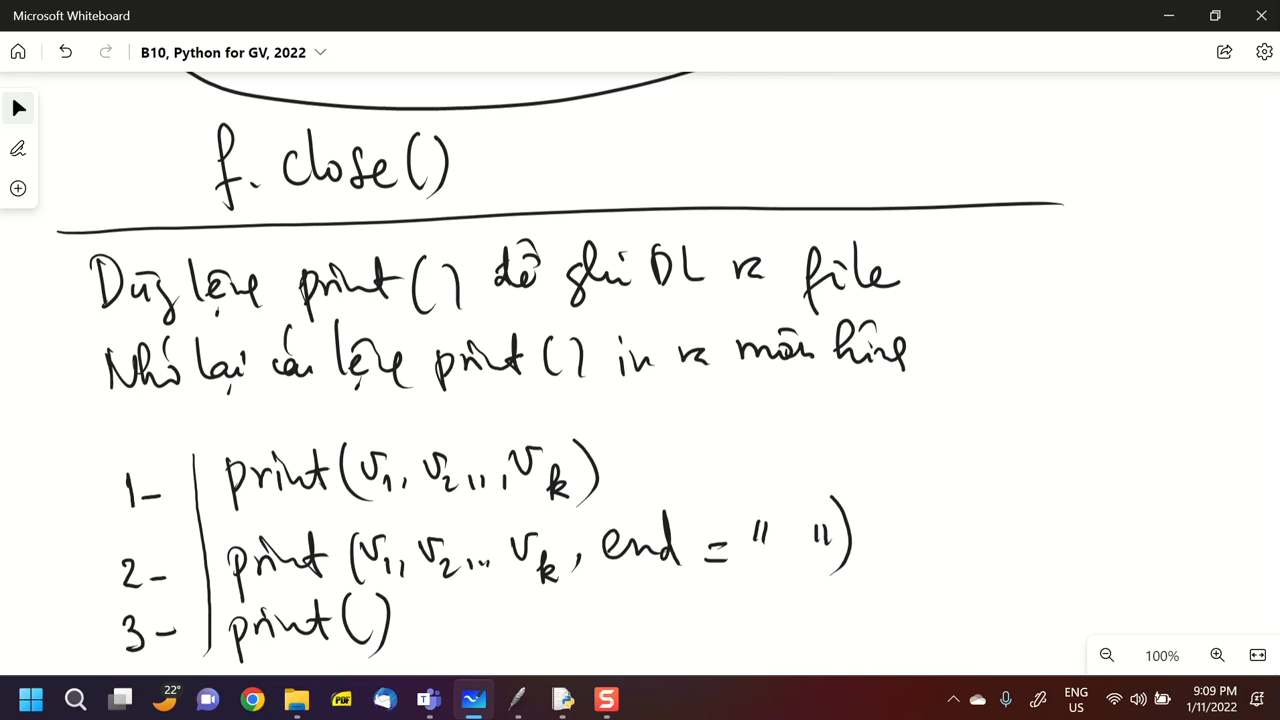 Microsoft Whiteboard
B10, Python for GV, 2022
f. close()
Dùng lệnh print() để ghi DL ra file
Nhớ lại các lệnh print() in ra màn hình
1- print(v1, v2,.., vk)
2- print (v1, v2... vk, end = " ")
3- print()
100%
22°
PDF
S
ENG
US
9:09 PM
1/11/2022